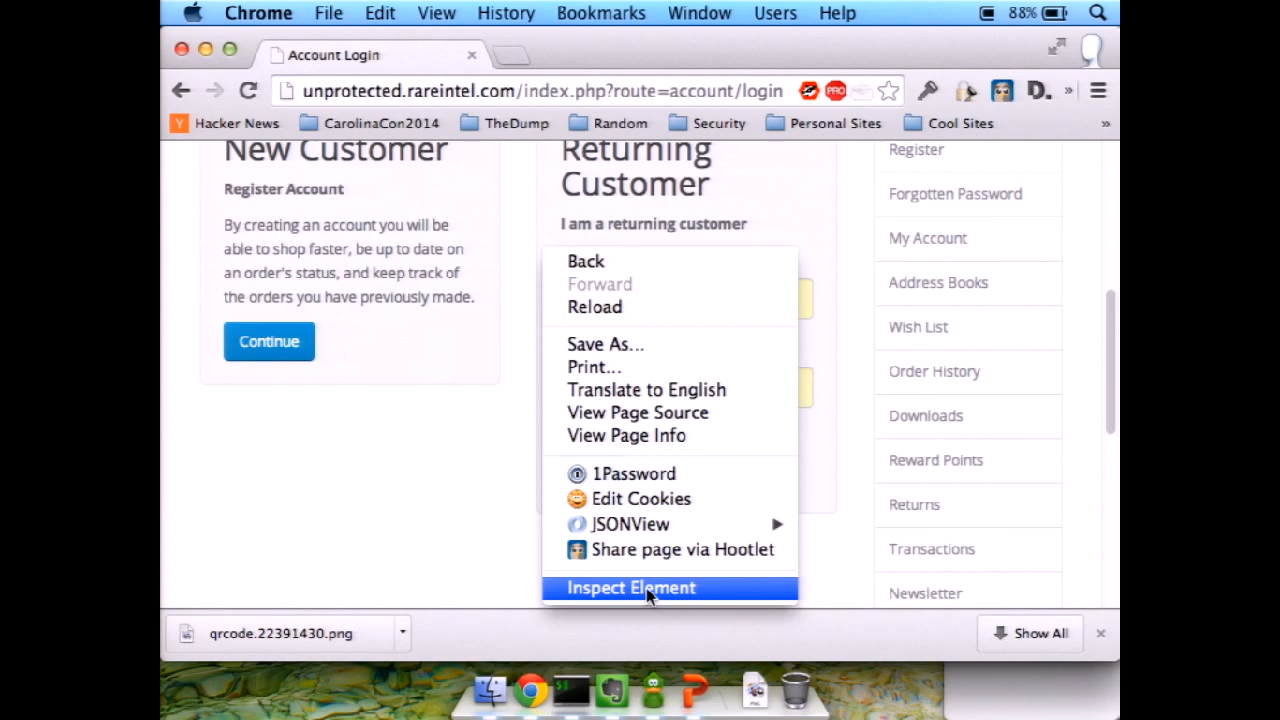 Chrome File Edit View History Bookmarks Window Users Help 88%
Account Login
unprotected.rareintel.com/index.php?route=account/login PRO D.
Y Hacker News CarolinaCon2014 TheDump Random Security Personal Sites Cool Sites »
New Customer
Register Account
By creating an account you will be
able to shop faster, be up to date on
an order's status, and keep track of
the orders you have previously made.
Continue
Returning
Customer
I am a returning customer
Back
Forward
Reload
Save As...
Print...
Translate to English
View Page Source
View Page Info
1Password
Edit Cookies
JSONView
Share page via Hootlet
Inspect Element
Register
Forgotten Password
My Account
Address Books
Wish List
Order History
Downloads
Reward Points
Returns
Transactions
Newsletter
qrcode.22391430.png
Show All